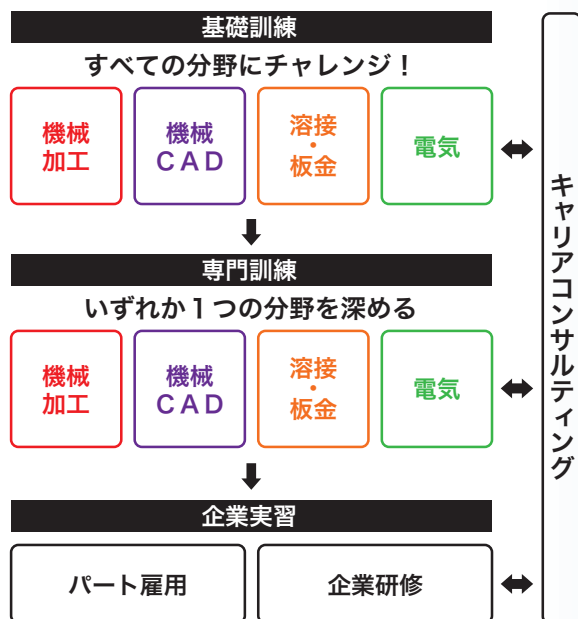 基礎訓練
すべての分野にチャレンジ！
機械
加工
機械
ＣＡＤ
溶接
・
板金
電気
専門訓練
いずれか１つの分野を深める
機械
加工
機械
ＣＡＤ
溶接
・
板金
電気
企業実習
パート雇用
企業研修
キャリアコンサルティング